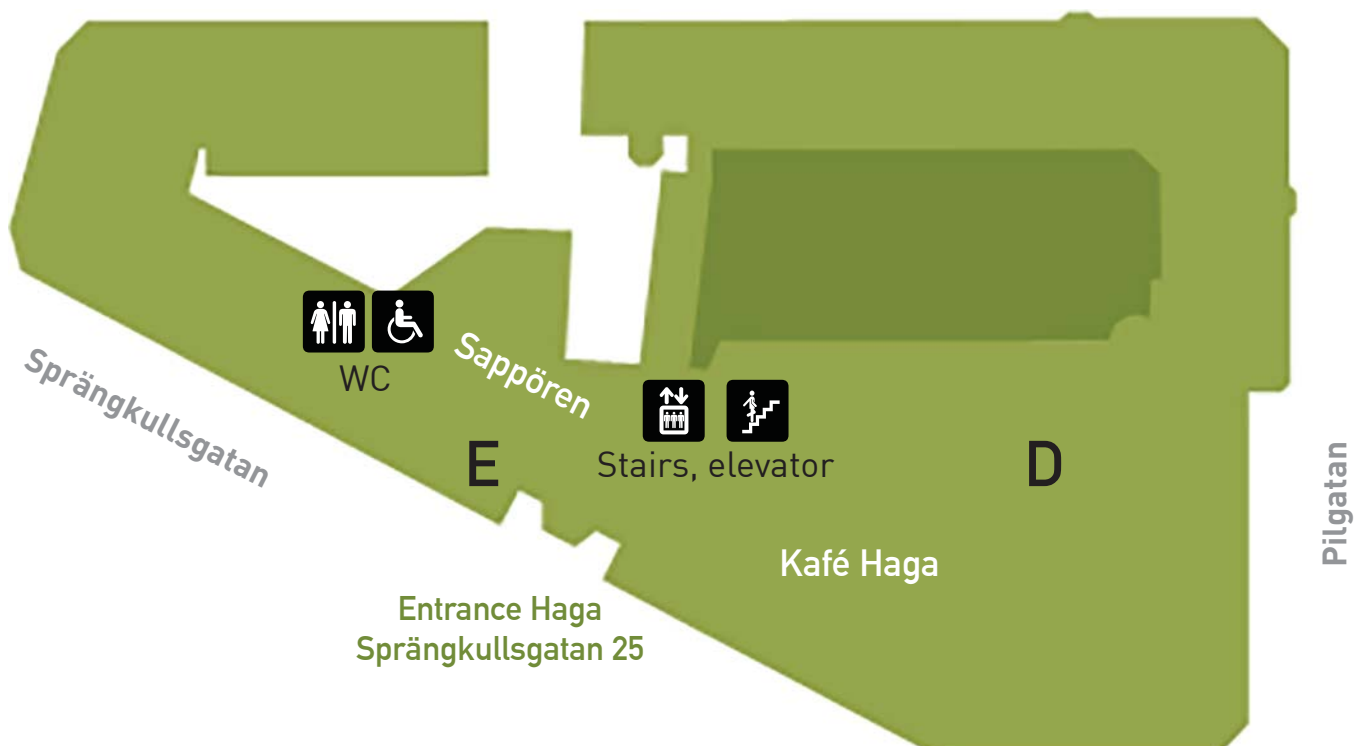 Sprängkullsgatan
WC
Sappören
E
Stairs, elevator
D
Kafé Haga
Pilgatan
Entrance Haga
Sprängkullsgatan 25